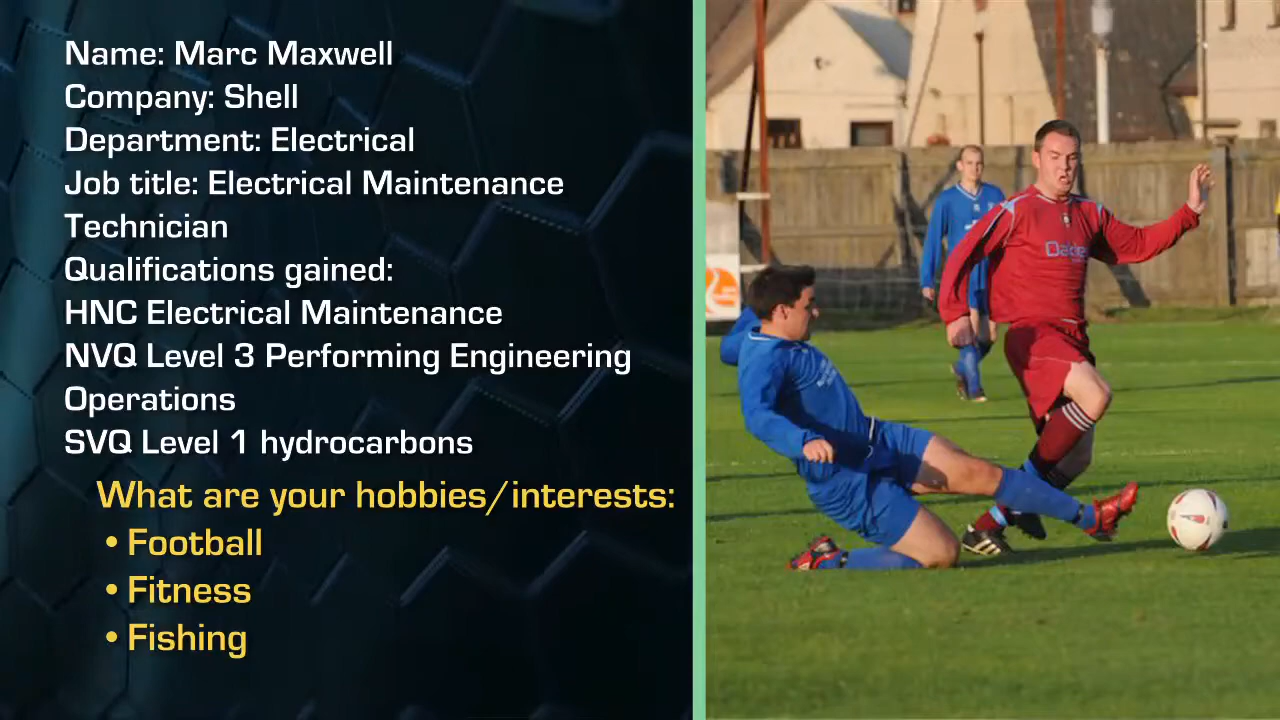 Name: Marc Maxwell
Company: Shell
Department: Electrical
Job title: Electrical Maintenance
Technician
Qualifications gained:
HNC Electrical Maintenance
NVQ Level 3 Performing Engineering
Operations
SVQ Level 1 hydrocarbons
What are your hobbies/interests:
• Football
• Fitness
• Fishing